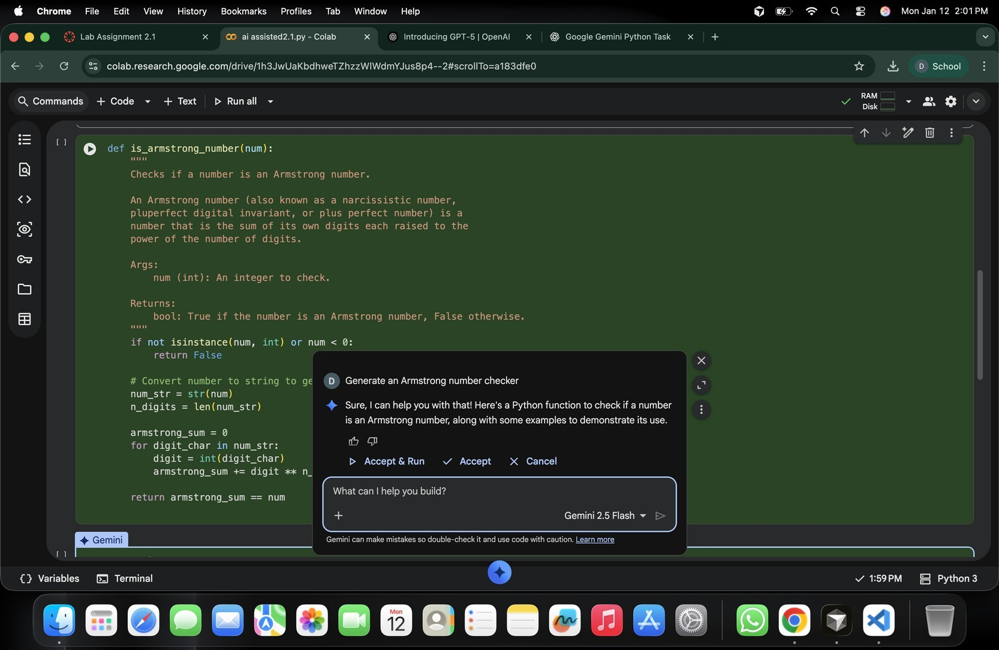 Chrome File Edit View History Bookmarks Profiles Tab Window Help Mon Jan 12 2:01 PM
Lab Assignment 2.1 ai assisted2.1.py - Colab Introducing GPT-5 | OpenAI Google Gemini Python Task
colab.research.google.com/drive/1h3JwUaKbdhweTZhzzWlWdmYJus8p4--2#scrollTo=a183dfe0 D School
Commands + Code + Text Run all RAM
Disk
[ ] def is_armstrong_number(num):
"""
Checks if a number is an Armstrong number.
An Armstrong number (also known as a narcissistic number,
pluperfect digital invariant, or plus perfect number) is a
number that is the sum of its own digits each raised to the
power of the number of digits.
Args:
num (int): An integer to check.
Returns:
bool: True if the number is an Armstrong number, False otherwise.
"""
if not isinstance(num, int) or num < 0:
return False
# Convert number to string to ge
num_str = str(num)
n_digits = len(num_str)
armstrong_sum = 0
for digit_char in num_str:
digit = int(digit_char)
armstrong_sum += digit ** n_
return armstrong_sum == num
D Generate an Armstrong number checker
Sure, I can help you with that! Here's a Python function to check if a number
is an Armstrong number, along with some examples to demonstrate its use.
Accept & Run Accept Cancel
What can I help you build?
Gemini 2.5 Flash
Gemini can make mistakes so double-check it and use code with caution. Learn more
Gemini
[ ]
{} Variables Terminal 1:59 PM Python 3
Mon
12